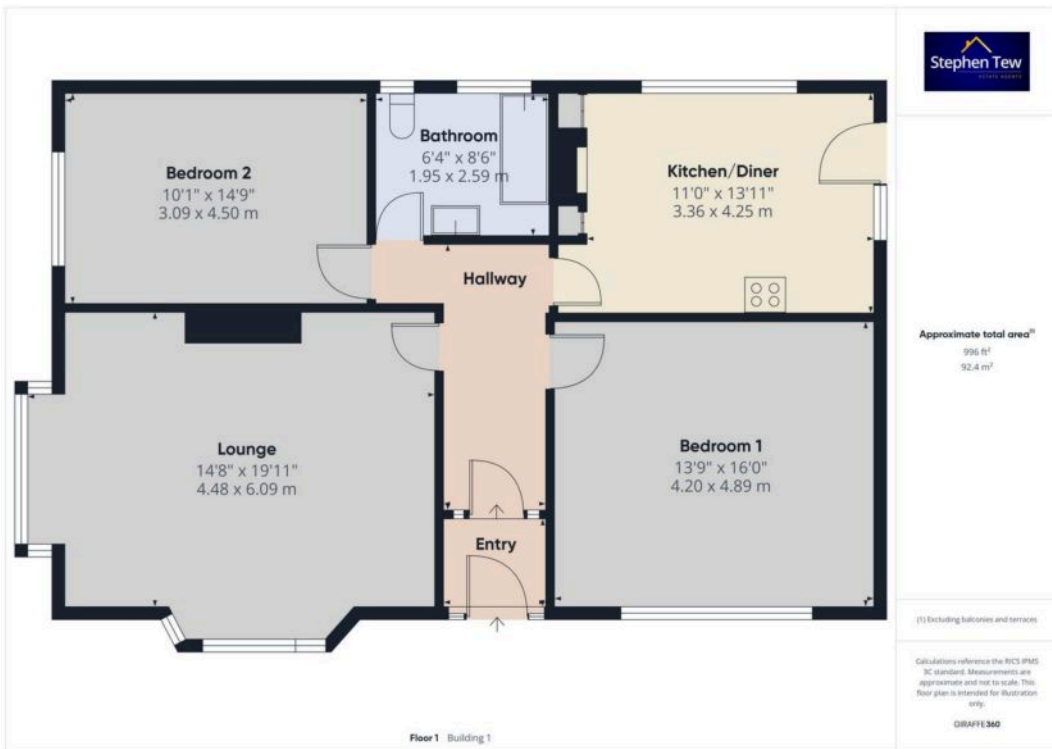 Stephen Tew
ESTATE AGENTS
Bedroom 2
10'1" x 14'9"
3.09 x 4.50 m
Bathroom
6'4" x 8'6"
1.95 x 2.59 m
Kitchen/Diner
11'0" x 13'11"
3.36 x 4.25 m
Hallway
Lounge
14'8" x 19'11"
4.48 x 6.09 m
Bedroom 1
13'9" x 16'0"
4.20 x 4.89 m
Entry
Approximate total area(1)
996 ft²
92.4 m²
(1) Excluding balconies and terraces
Calculations reference the RICS IPMS
3C standard. Measurements are
approximate and not to scale. This
floor plan is intended for illustration
only.
GIRAFFE360
Floor 1 Building 1